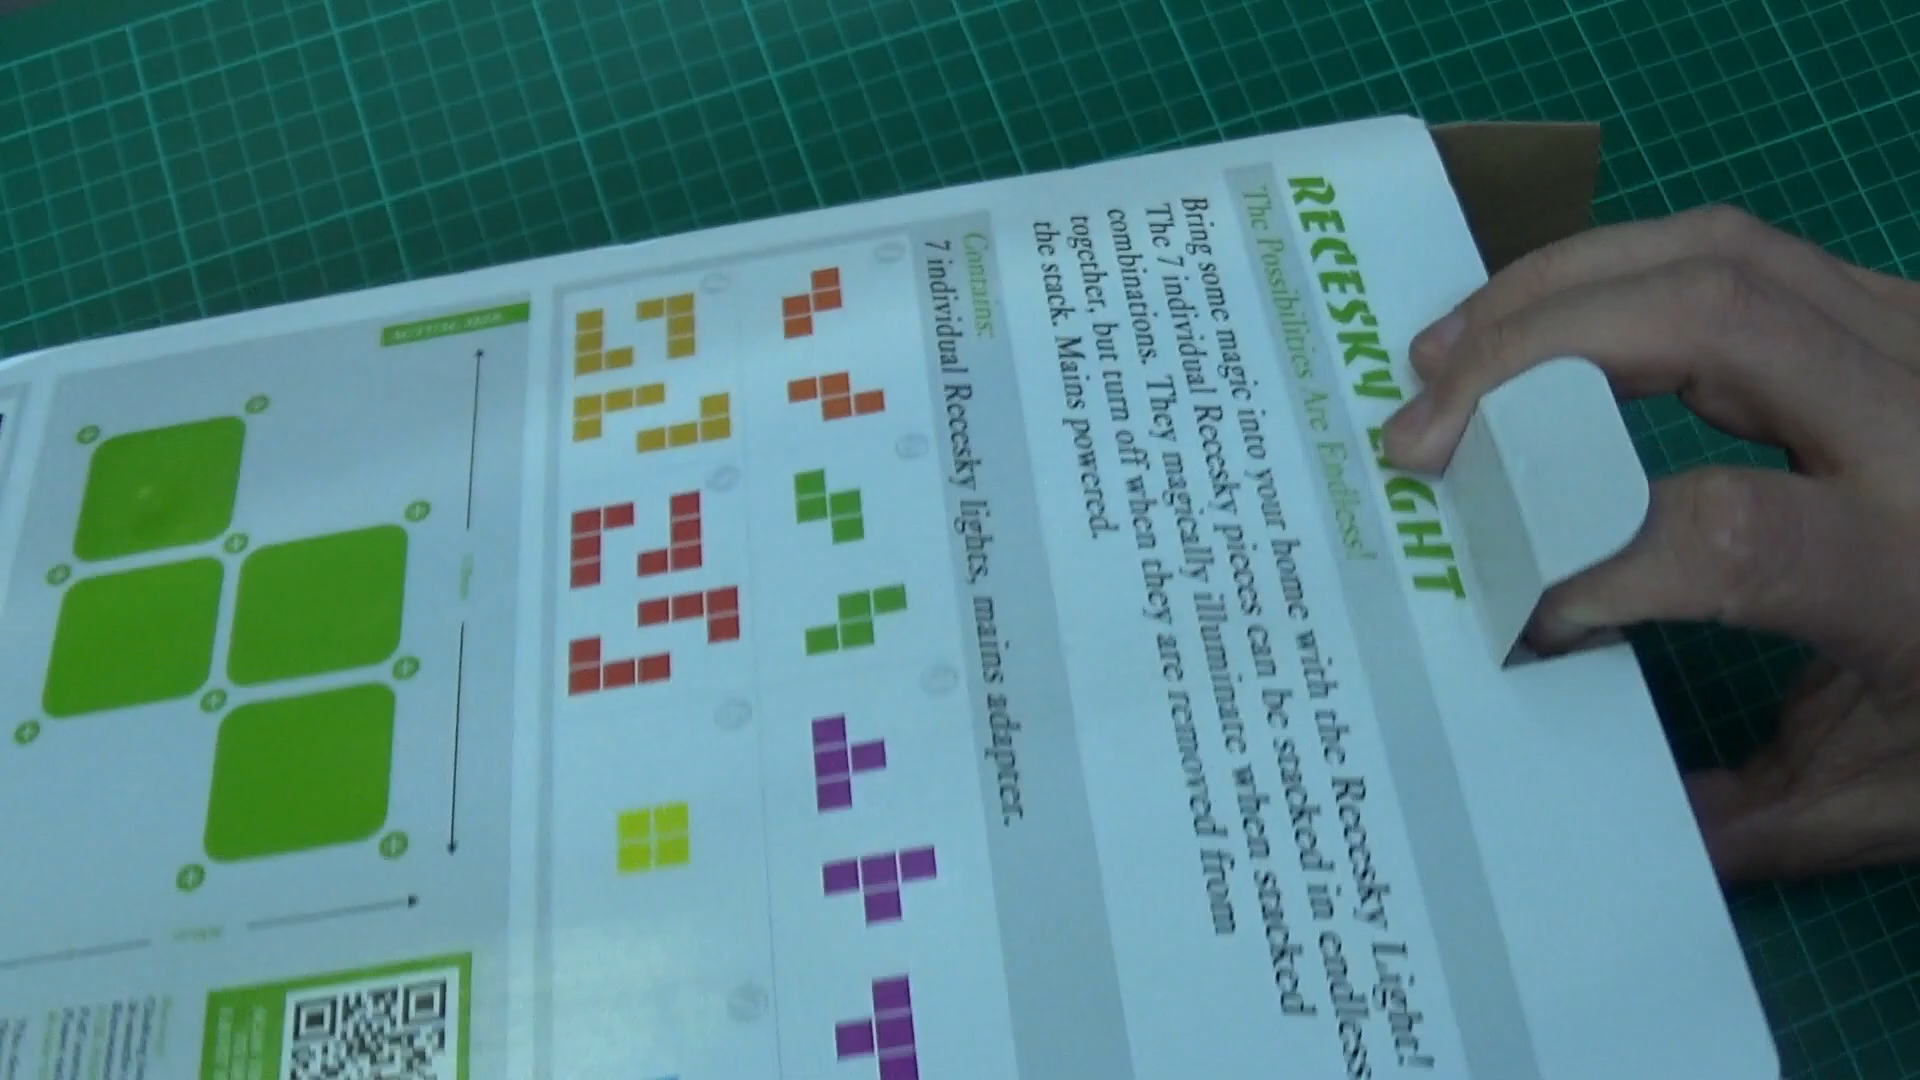 RECESKY LIGHT
The Possibilities Are Endless!
Bring some magic into your home with the Recesky Light!
The 7 individual Recesky pieces can be stacked in endless
combinations. They magically illuminate when stacked
together, but turn off when they are removed from
the stack. Mains powered.
Contains:
7 individual Recesky lights, mains adapter.